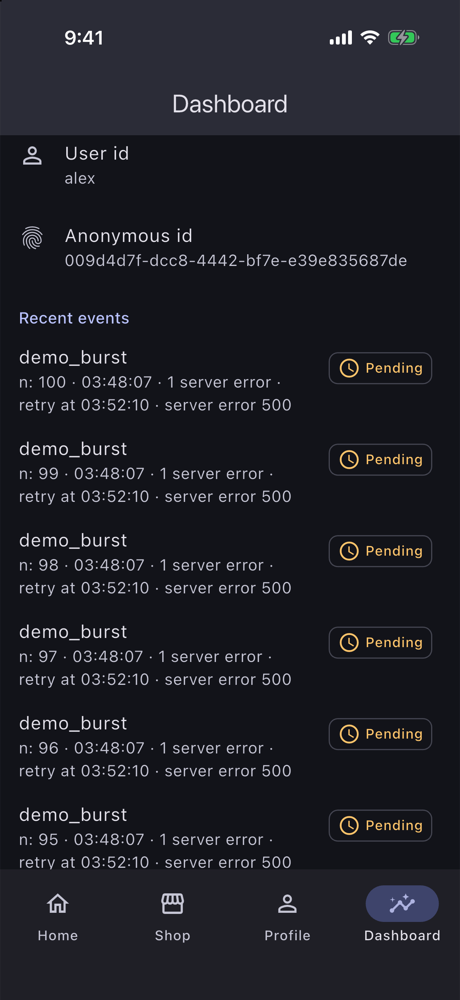 9:41
Dashboard
User id
alex
Anonymous id
009d4d7f-dcc8-4442-bf7e-e39e835687de
Recent events
demo_burst
n: 100 · 03:48:07 · 1 server error ·
retry at 03:52:10 · server error 500
Pending
demo_burst
n: 99 · 03:48:07 · 1 server error ·
retry at 03:52:10 · server error 500
Pending
demo_burst
n: 98 · 03:48:07 · 1 server error ·
retry at 03:52:10 · server error 500
Pending
demo_burst
n: 97 · 03:48:07 · 1 server error ·
retry at 03:52:10 · server error 500
Pending
demo_burst
n: 96 · 03:48:07 · 1 server error ·
retry at 03:52:10 · server error 500
Pending
demo_burst
n: 95 · 03:48:07 · 1 server error ·
retry at 03:52:10 · server error 500
Pending
Home
Shop
Profile
Dashboard